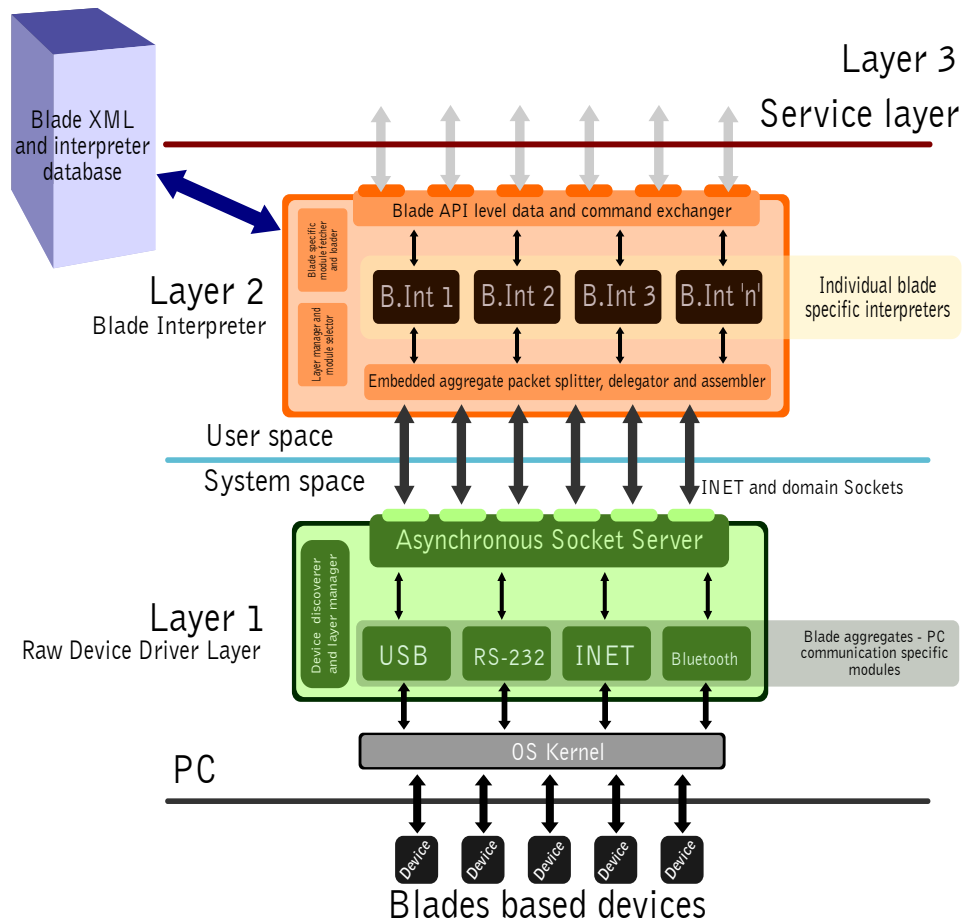 Layer 3
Service layer
Blade XML
and interpreter
database
Blade API level data and command exchanger
Blade specific
module fetcher
and loader
Layer manager and
module selector
B.Int 1
B.Int 2
B.Int 3
B.Int 'n'
Individual blade
specific interpreters
Layer 2
Blade Interpreter
Embedded aggregate packet splitter, delegator and assembler
User space
System space
INET and domain Sockets
Asynchronous Socket Server
Device discoverer
and layer manager
Layer 1
Raw Device Driver Layer
USB
RS-232
INET
Bluetooth
Blade aggregates - PC
communication specific
modules
OS Kernel
PC
Device
Device
Device
Device
Device
Blades based devices